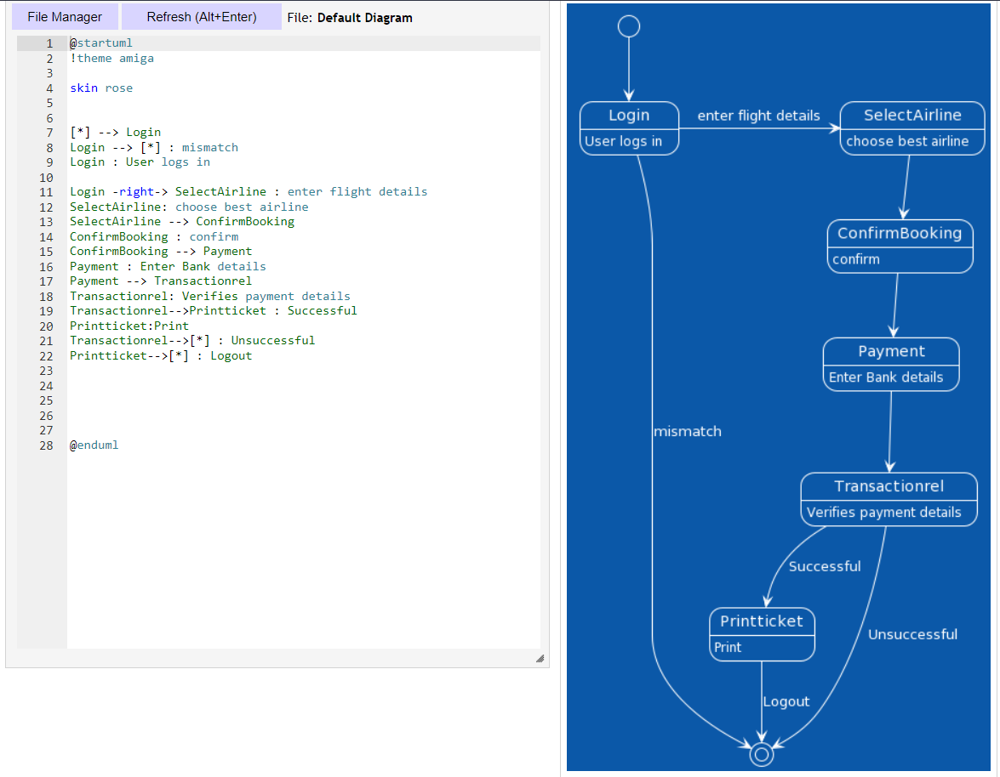 File Manager
Refresh (Alt+Enter)
File: Default Diagram
1 @startuml
2 !theme amiga
3
4 skin rose
5
6
7 [*] --> Login
8 Login --> [*] : mismatch
9 Login : User logs in
10
11 Login -right-> SelectAirline : enter flight details
12 SelectAirline: choose best airline
13 SelectAirline --> ConfirmBooking
14 ConfirmBooking : confirm
15 ConfirmBooking --> Payment
16 Payment : Enter Bank details
17 Payment --> Transactionrel
18 Transactionrel: Verifies payment details
19 Transactionrel-->Printticket : Successful
20 Printticket:Print
21 Transactionrel-->[*] : Unsuccessful
22 Printticket-->[*] : Logout
23
24
25
26
27
28 @enduml
Login
User logs in
enter flight details
SelectAirline
choose best airline
ConfirmBooking
confirm
Payment
Enter Bank details
mismatch
Transactionrel
Verifies payment details
Successful
Printticket
Print
Unsuccessful
Logout